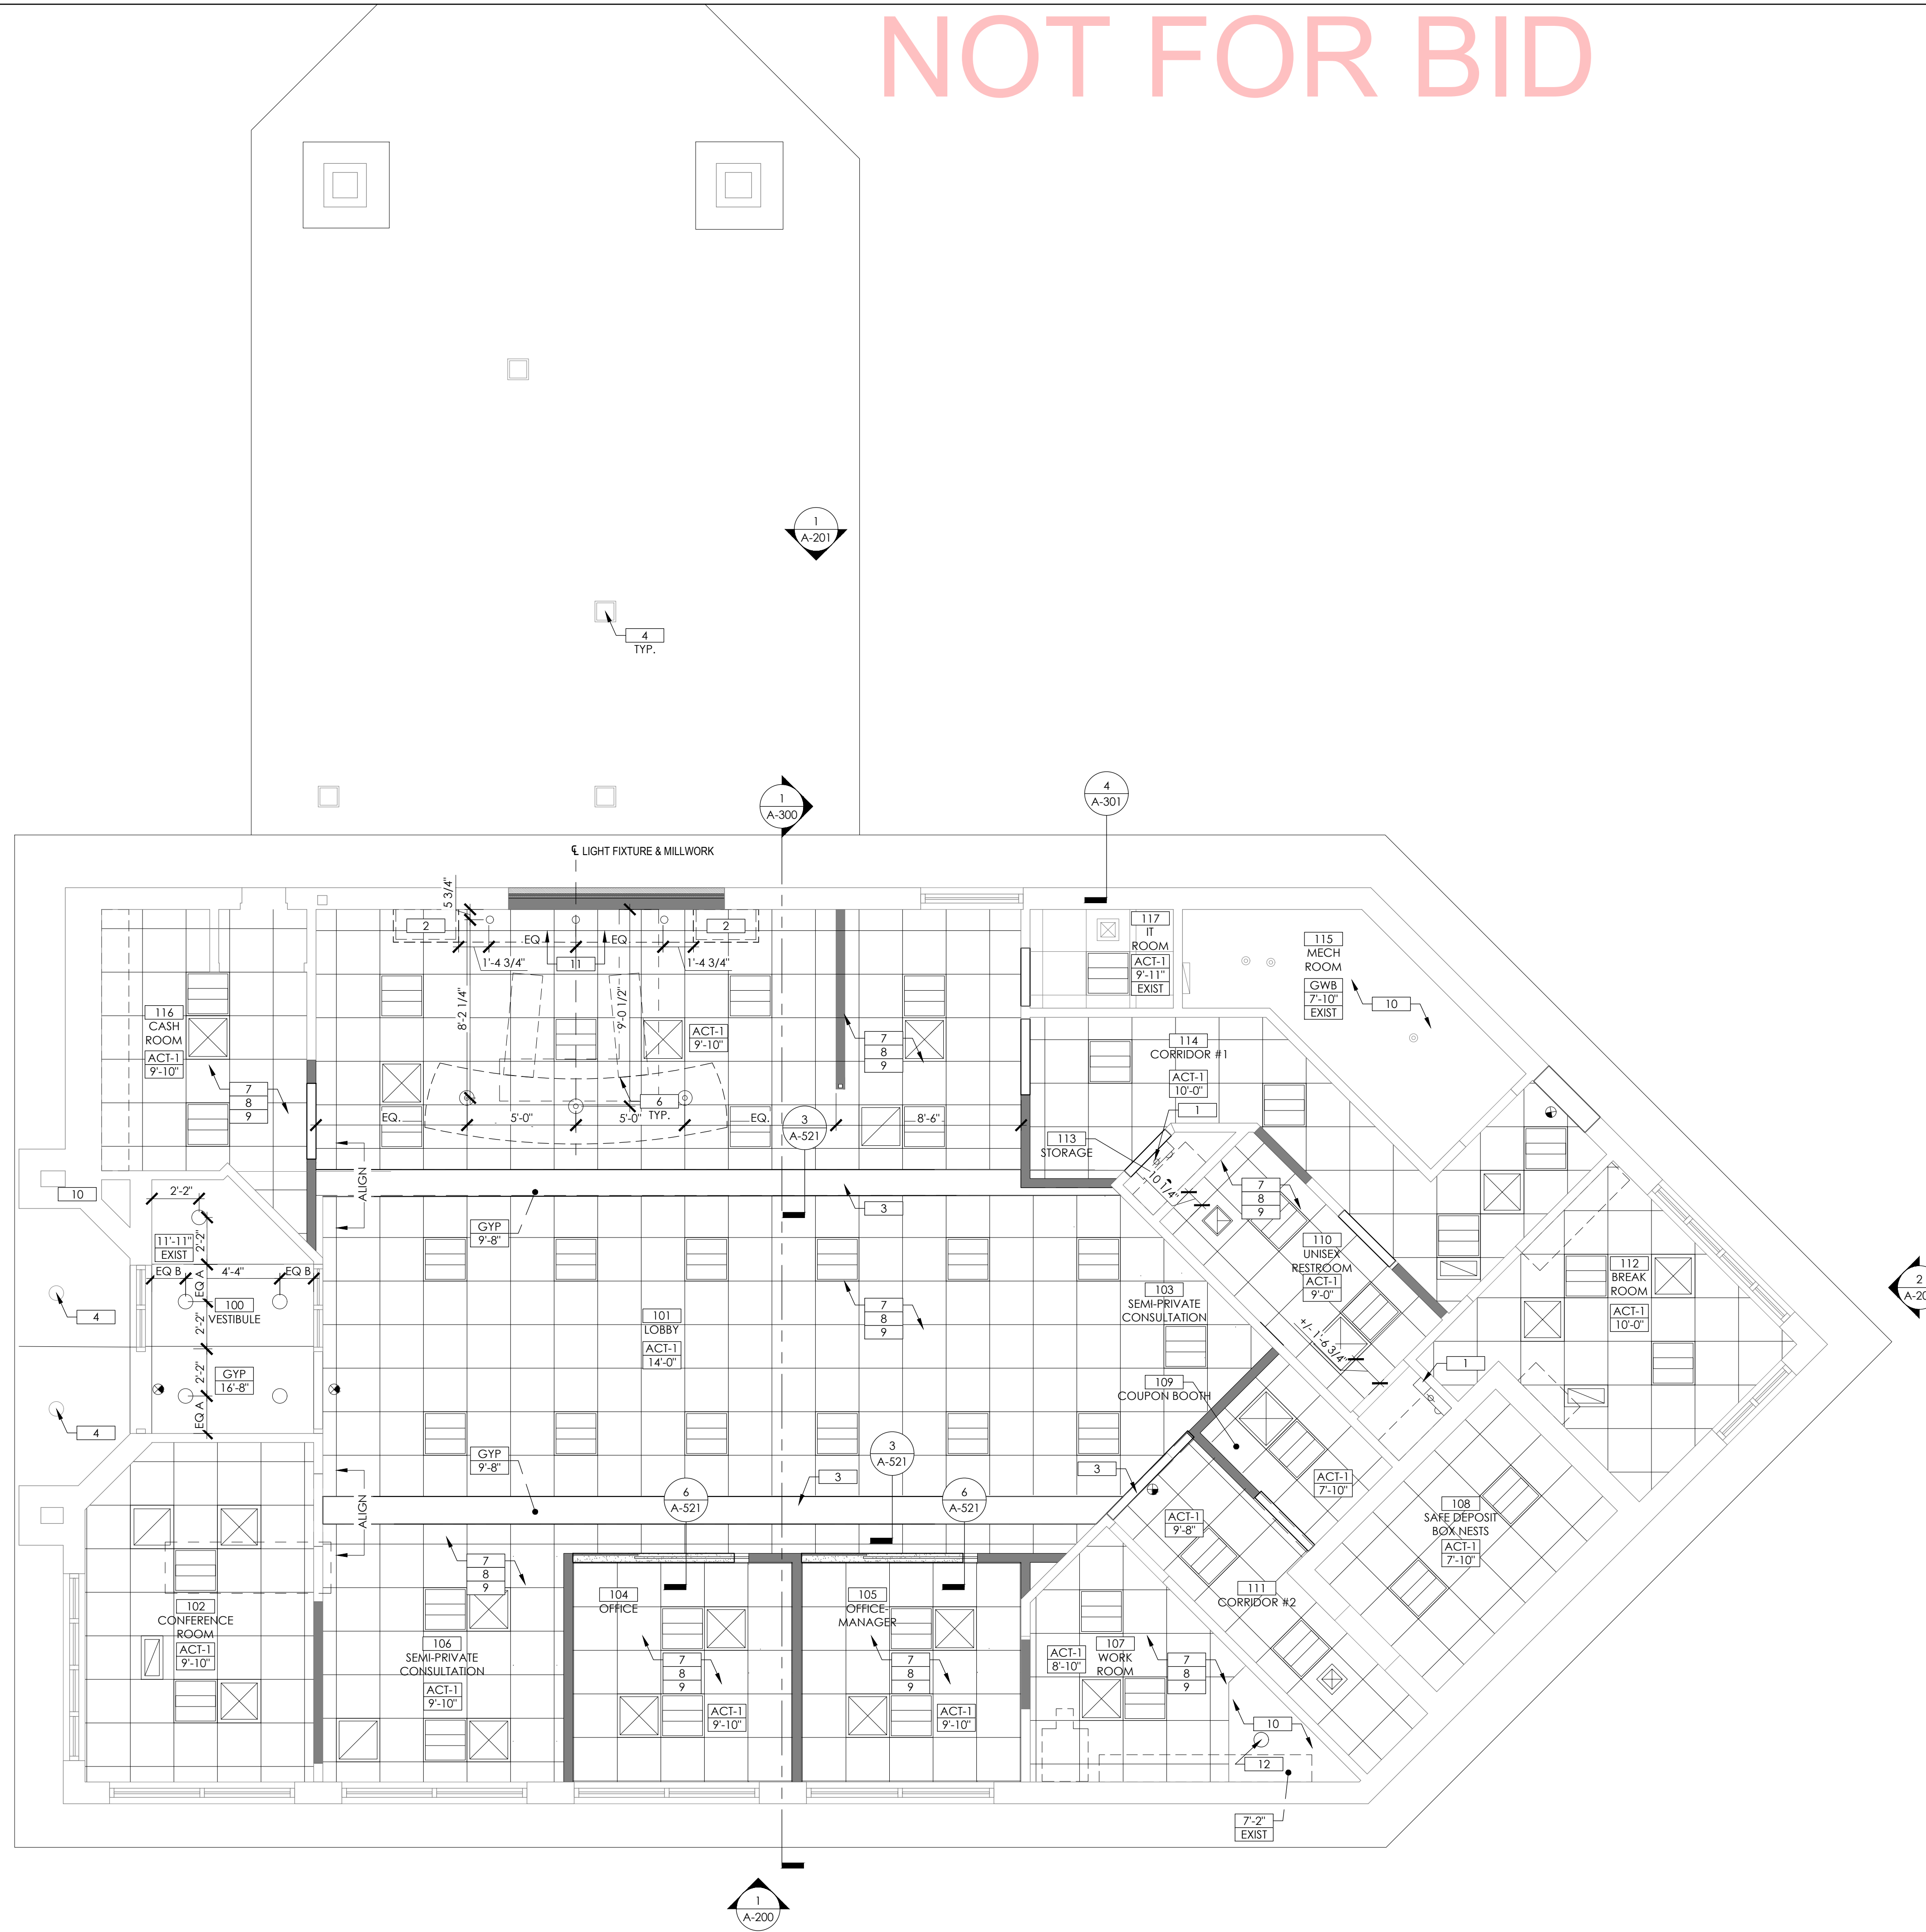 NOT FOR BID
1
A-201
4
TYP.
1
A-300
4
A-301
℄ LIGHT FIXTURE & MILLWORK
5 3/4"
2
2
EQ
EQ
1'-4 3/4"
11
1'-4 3/4"
8'-2 1/4"
9'-0 1/2"
117
IT
ROOM
ACT-1
9'-11"
EXIST
115
MECH
ROOM
GWB
7'-10"
EXIST
10
116
CASH
ROOM
ACT-1
9'-10"
7
8
9
ACT-1
9'-10"
7
8
9
114
CORRIDOR #1
ACT-1
10'-0"
1
6
TYP.
EQ.
5'-0"
5'-0"
EQ.
3
A-521
8'-6"
113
STORAGE
10 1/4"
ALIGN
10
2'-2"
3
7
8
9
GYP
9'-8"
11'-11"
EXIST
2'-2"
110
UNISEX
RESTROOM
ACT-1
9'-0"
112
BREAK
ROOM
ACT-1
10'-0"
2
EQ B
4'-4"
EQ B
EQ A
100
VESTIBULE
4
2'-2"
101
LOBBY
ACT-1
14'-0"
7
8
9
103
SEMI-PRIVATE
CONSULTATION
+/- 1'-6 3/4"
1
2'-2"
GYP
16'-8"
109
COUPON BOOTH
4
EQ A
GYP
9'-8"
3
A-521
3
3
ACT-1
7'-10"
6
A-521
6
A-521
ALIGN
ACT-1
9'-8"
108
SAFE DEPOSIT
BOX NESTS
ACT-1
7'-10"
7
8
9
102
CONFERENCE
ROOM
ACT-1
9'-10"
104
OFFICE
105
OFFICE-
MANAGER
111
CORRIDOR #2
106
SEMI-PRIVATE
CONSULTATION
ACT-1
9'-10"
7
8
9
7
8
9
ACT-1
8'-10"
107
WORK
ROOM
7
8
9
ACT-1
9'-10"
ACT-1
9'-10"
10
12
7'-2"
EXIST
1
A-200